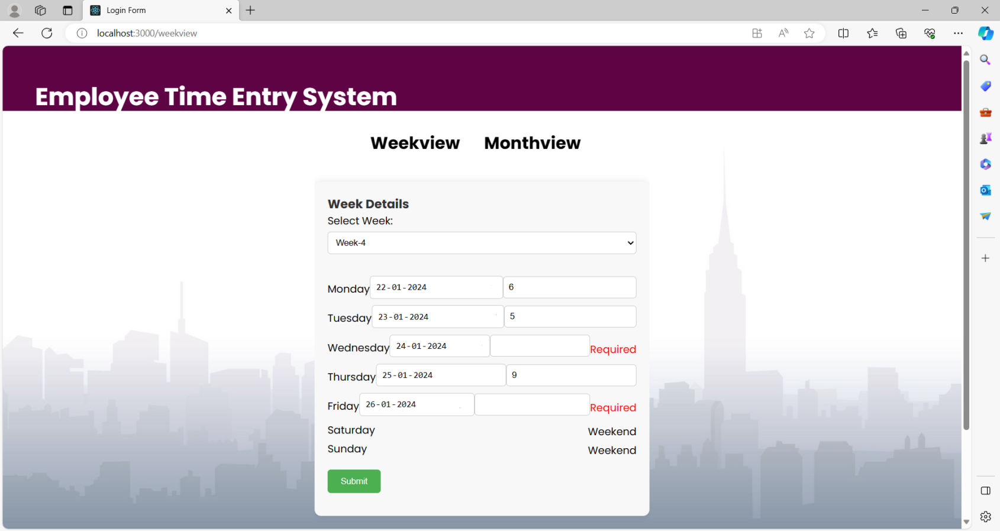 Login Form
localhost:3000/weekview
Employee Time Entry System
Weekview Monthview
Week Details
Select Week:
Week-4
Monday 22-01-2024 6
Tuesday 23-01-2024 5
Wednesday 24-01-2024 Required
Thursday 25-01-2024 9
Friday 26-01-2024 Required
Saturday Weekend
Sunday Weekend
Submit